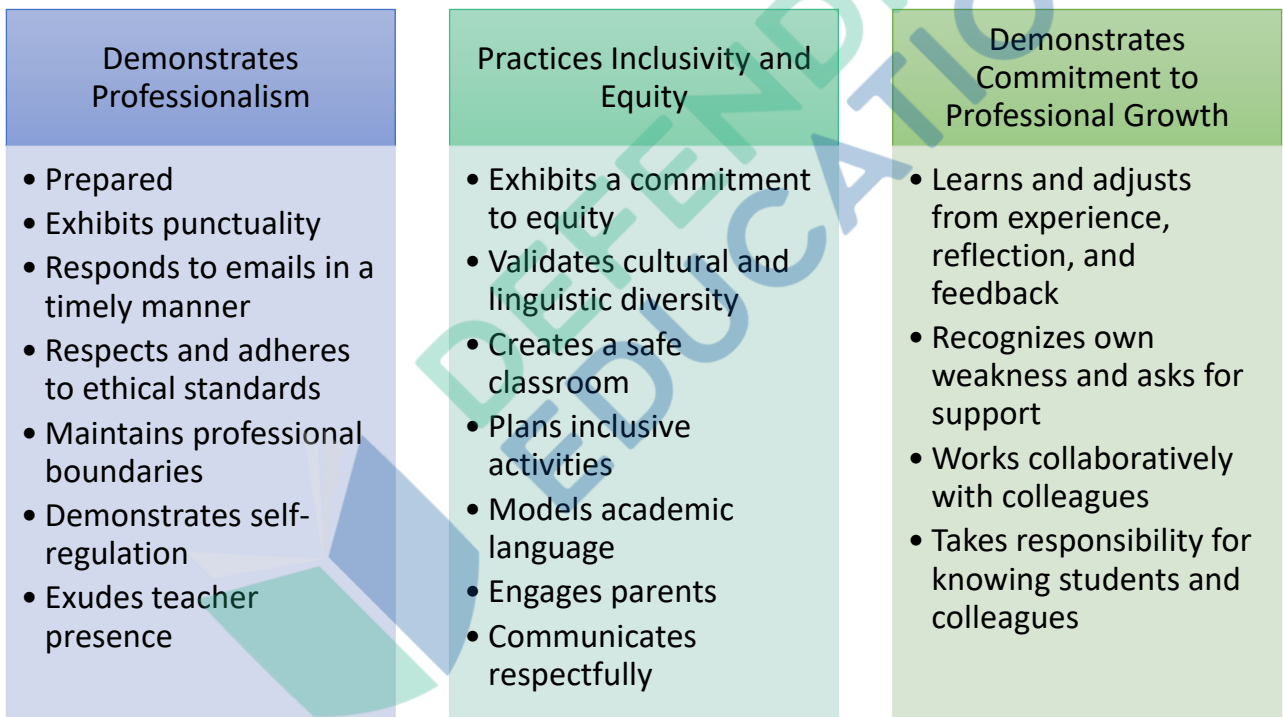 Demonstrates
Professionalism
• Prepared
• Exhibits punctuality
• Responds to emails in a
timely manner
• Respects and adheres
to ethical standards
• Maintains professional
boundaries
• Demonstrates self-
regulation
• Exudes teacher
presence
Practices Inclusivity and
Equity
• Exhibits a commitment
to equity
• Validates cultural and
linguistic diversity
• Creates a safe
classroom
• Plans inclusive
activities
• Models academic
language
• Engages parents
• Communicates
respectfully
Demonstrates
Commitment to
Professional Growth
• Learns and adjusts
from experience,
reflection, and
feedback
• Recognizes own
weakness and asks for
support
• Works collaboratively
with colleagues
• Takes responsibility for
knowing students and
colleagues